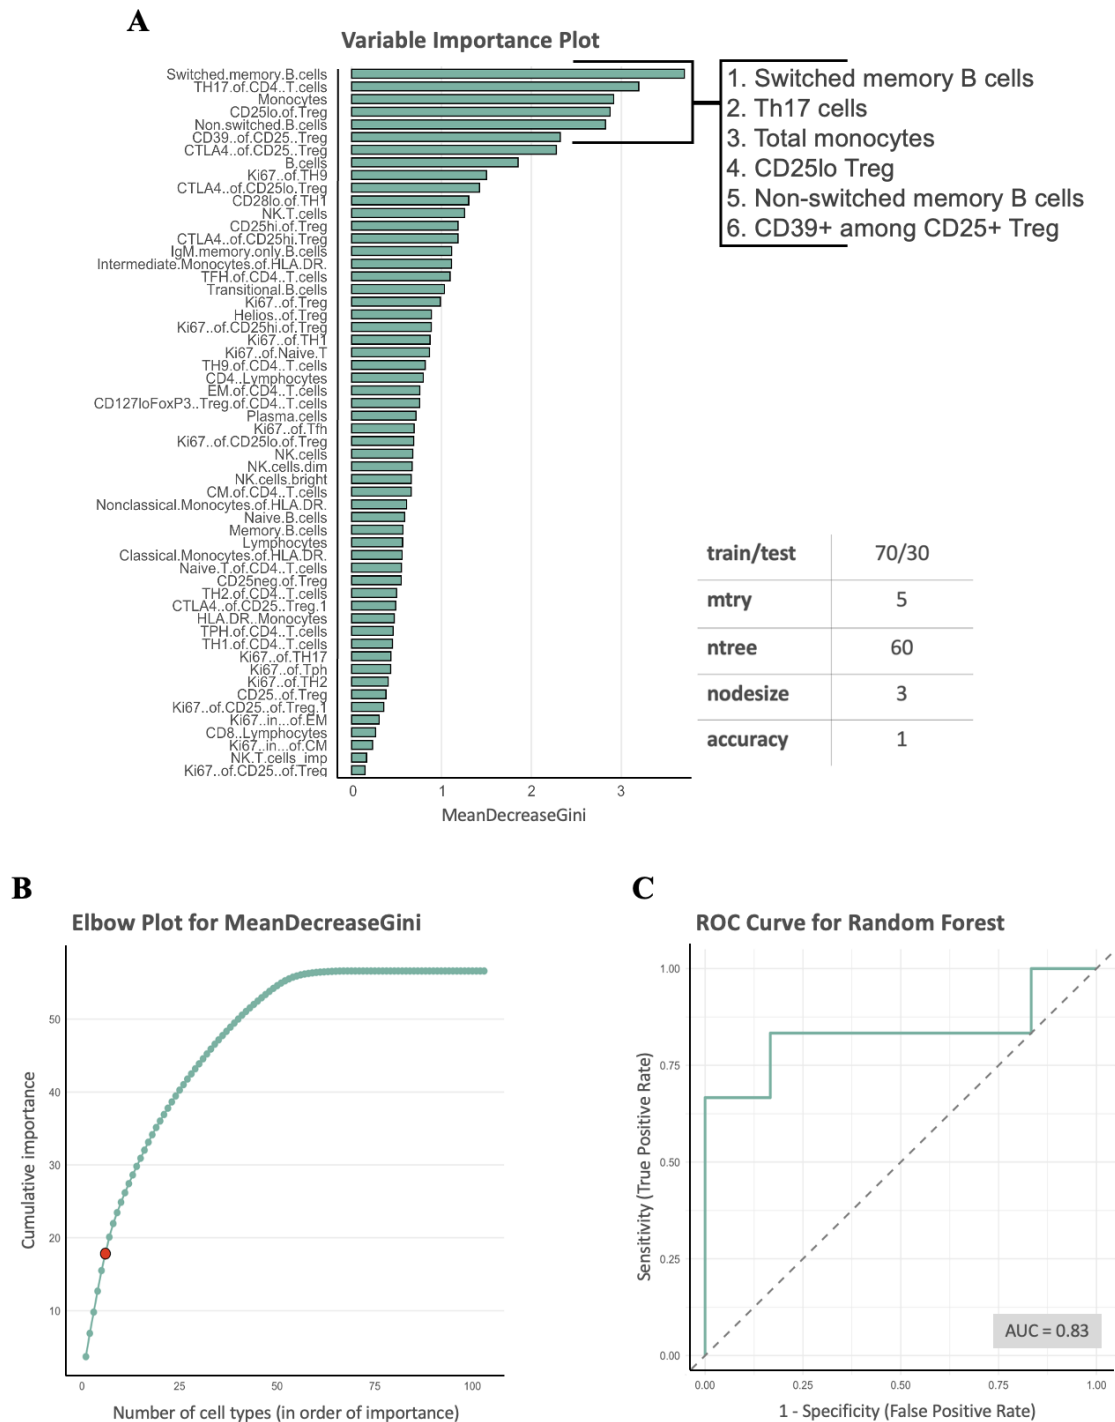 A
Variable Importance Plot
Switched.memory.B.cells
TH17.of.CD4..T.cells
Monocytes
CD25lo.of.Treg
Non.switched.B.cells
CD39..of.CD25..Treg
CTLA4..of.CD25..Treg
B.cells
Ki67..of.TH9
CTLA4..of.CD25lo.Treg
CD28lo.of.TH1
NK.T.cells
CD25hi.of.Treg
CTLA4..of.CD25hi.Treg
IgM.memory.only.B.cells
Intermediate.Monocytes.of.HLA.DR.
TFH.of.CD4..T.cells
Transitional.B.cells
Ki67..of.Treg
Helios..of.Treg
Ki67..of.CD25hi.of.Treg
Ki67..of.TH1
Ki67..of.Naive.T
TH9.of.CD4..T.cells
CD4..Lymphocytes
EM.of.CD4..T.cells
CD127loFoxP3..Treg.of.CD4..T.cells
Plasma.cells
Ki67..of.Tfh
Ki67..of.CD25lo.of.Treg
NK.cells
NK.cells.dim
NK.cells.bright
CM.of.CD4..T.cells
Nonclassical.Monocytes.of.HLA.DR.
Naive.B.cells
Memory.B.cells
Lymphocytes
Classical.Monocytes.of.HLA.DR.
Naive.T.of.CD4..T.cells
CD25neg.of.Treg
TH2.of.CD4..T.cells
CTLA4..of.CD25..Treg.1
HLA.DR..Monocytes
TPH.of.CD4..T.cells
TH1.of.CD4..T.cells
Ki67..of.TH17
Ki67..of.Tph
Ki67..of.TH2
CD25..of.Treg
Ki67..of.CD25..of.Treg.1
Ki67..in...of.EM
CD8..Lymphocytes
Ki67..in...of.CM
NK.T.cells_imp
Ki67..of.CD25..of.Treg
0 1 2 3
MeanDecreaseGini
1. Switched memory B cells
2. Th17 cells
3. Total monocytes
4. CD25lo Treg
5. Non-switched memory B cells
6. CD39+ among CD25+ Treg
train/test 70/30
mtry 5
ntree 60
nodesize 3
accuracy 1
B
Elbow Plot for MeanDecreaseGini
Cumulative importance
50
40
30
20
10
0 25 50 75 100
Number of cell types (in order of importance)
C
ROC Curve for Random Forest
Sensitivity (True Positive Rate)
1.00
0.75
0.50
0.25
0.00
AUC = 0.83
0.00 0.25 0.50 0.75 1.00
1 - Specificity (False Positive Rate)